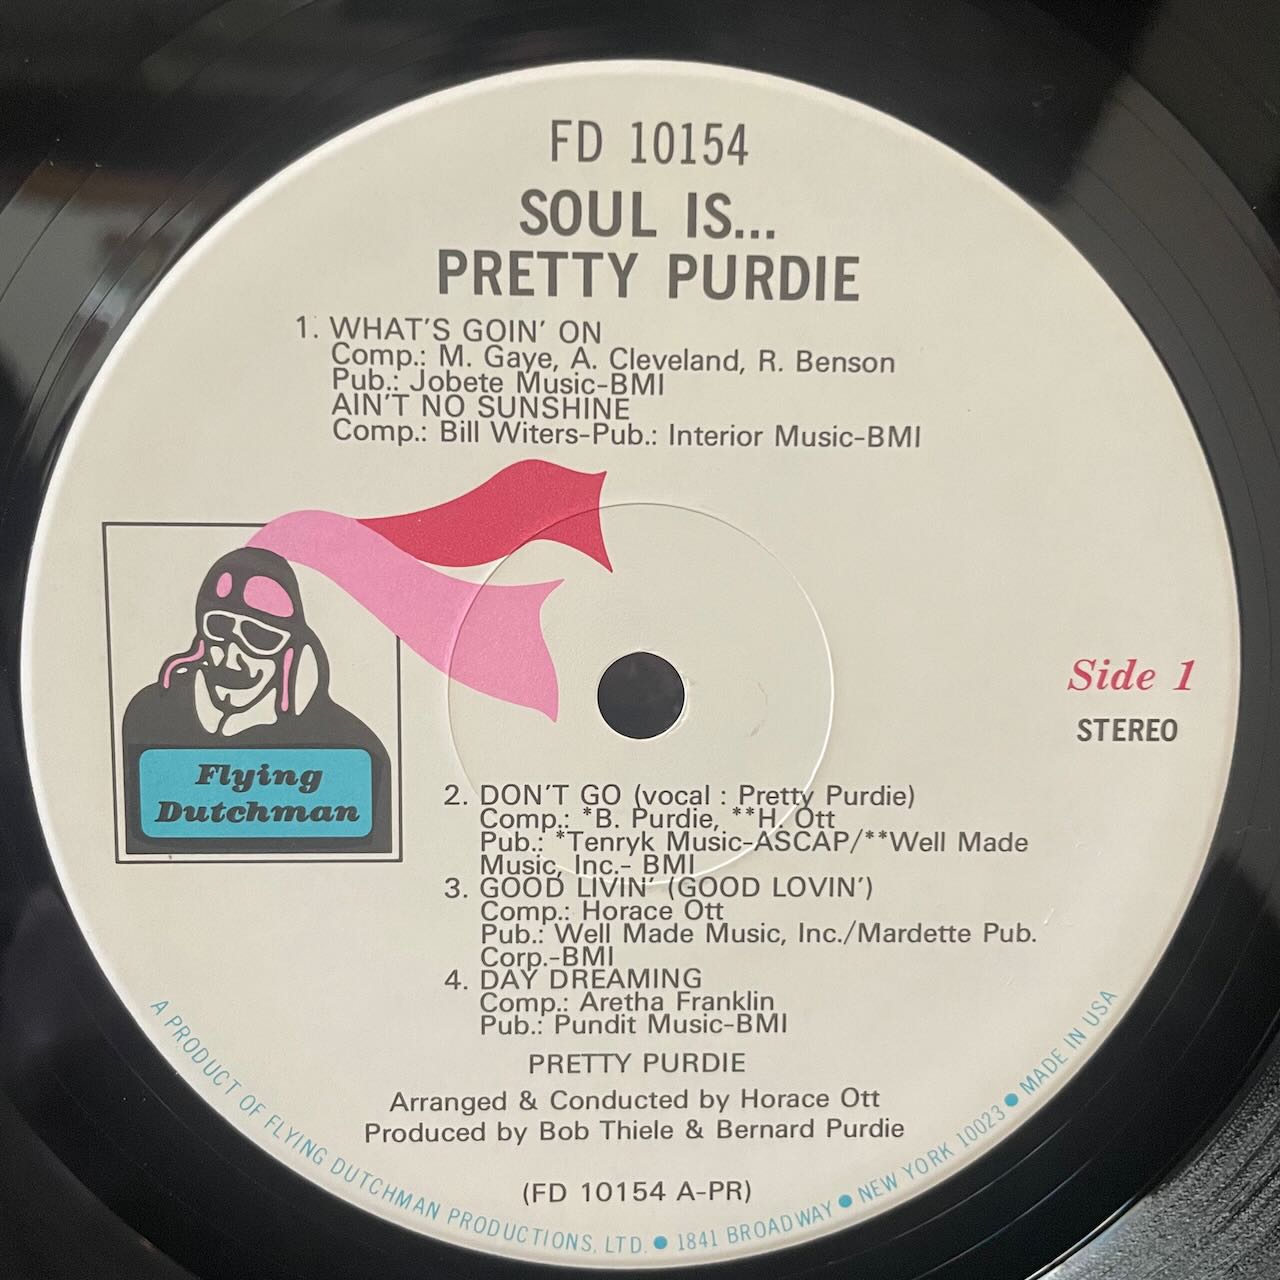 FD 10154
SOUL IS...
PRETTY PURDIE
1. WHAT'S GOIN' ON
Comp.: M. Gaye, A. Cleveland, R. Benson
Pub.: Jobete Music-BMI
AIN'T NO SUNSHINE
Comp.: Bill Witers-Pub.: Interior Music-BMI
Side 1
STEREO
Flying
Dutchman
2. DON'T GO (vocal : Pretty Purdie)
Comp.: *B. Purdie, **H. Ott
Pub.: *Tenryk Music-ASCAP/**Well Made
Music, Inc.- BMI
3. GOOD LIVIN' (GOOD LOVIN')
Comp.: Horace Ott
Pub.: Well Made Music, Inc./Mardette Pub.
Corp.-BMI
4. DAY DREAMING
Comp.: Aretha Franklin
Pub.: Pundit Music-BMI
PRETTY PURDIE
Arranged & Conducted by Horace Ott
Produced by Bob Thiele & Bernard Purdie
(FD 10154 A-PR)
A PRODUCT OF FLYING DUTCHMAN PRODUCTIONS, LTD. ● 1841 BROADWAY ● NEW YORK 10023 ● MADE IN USA